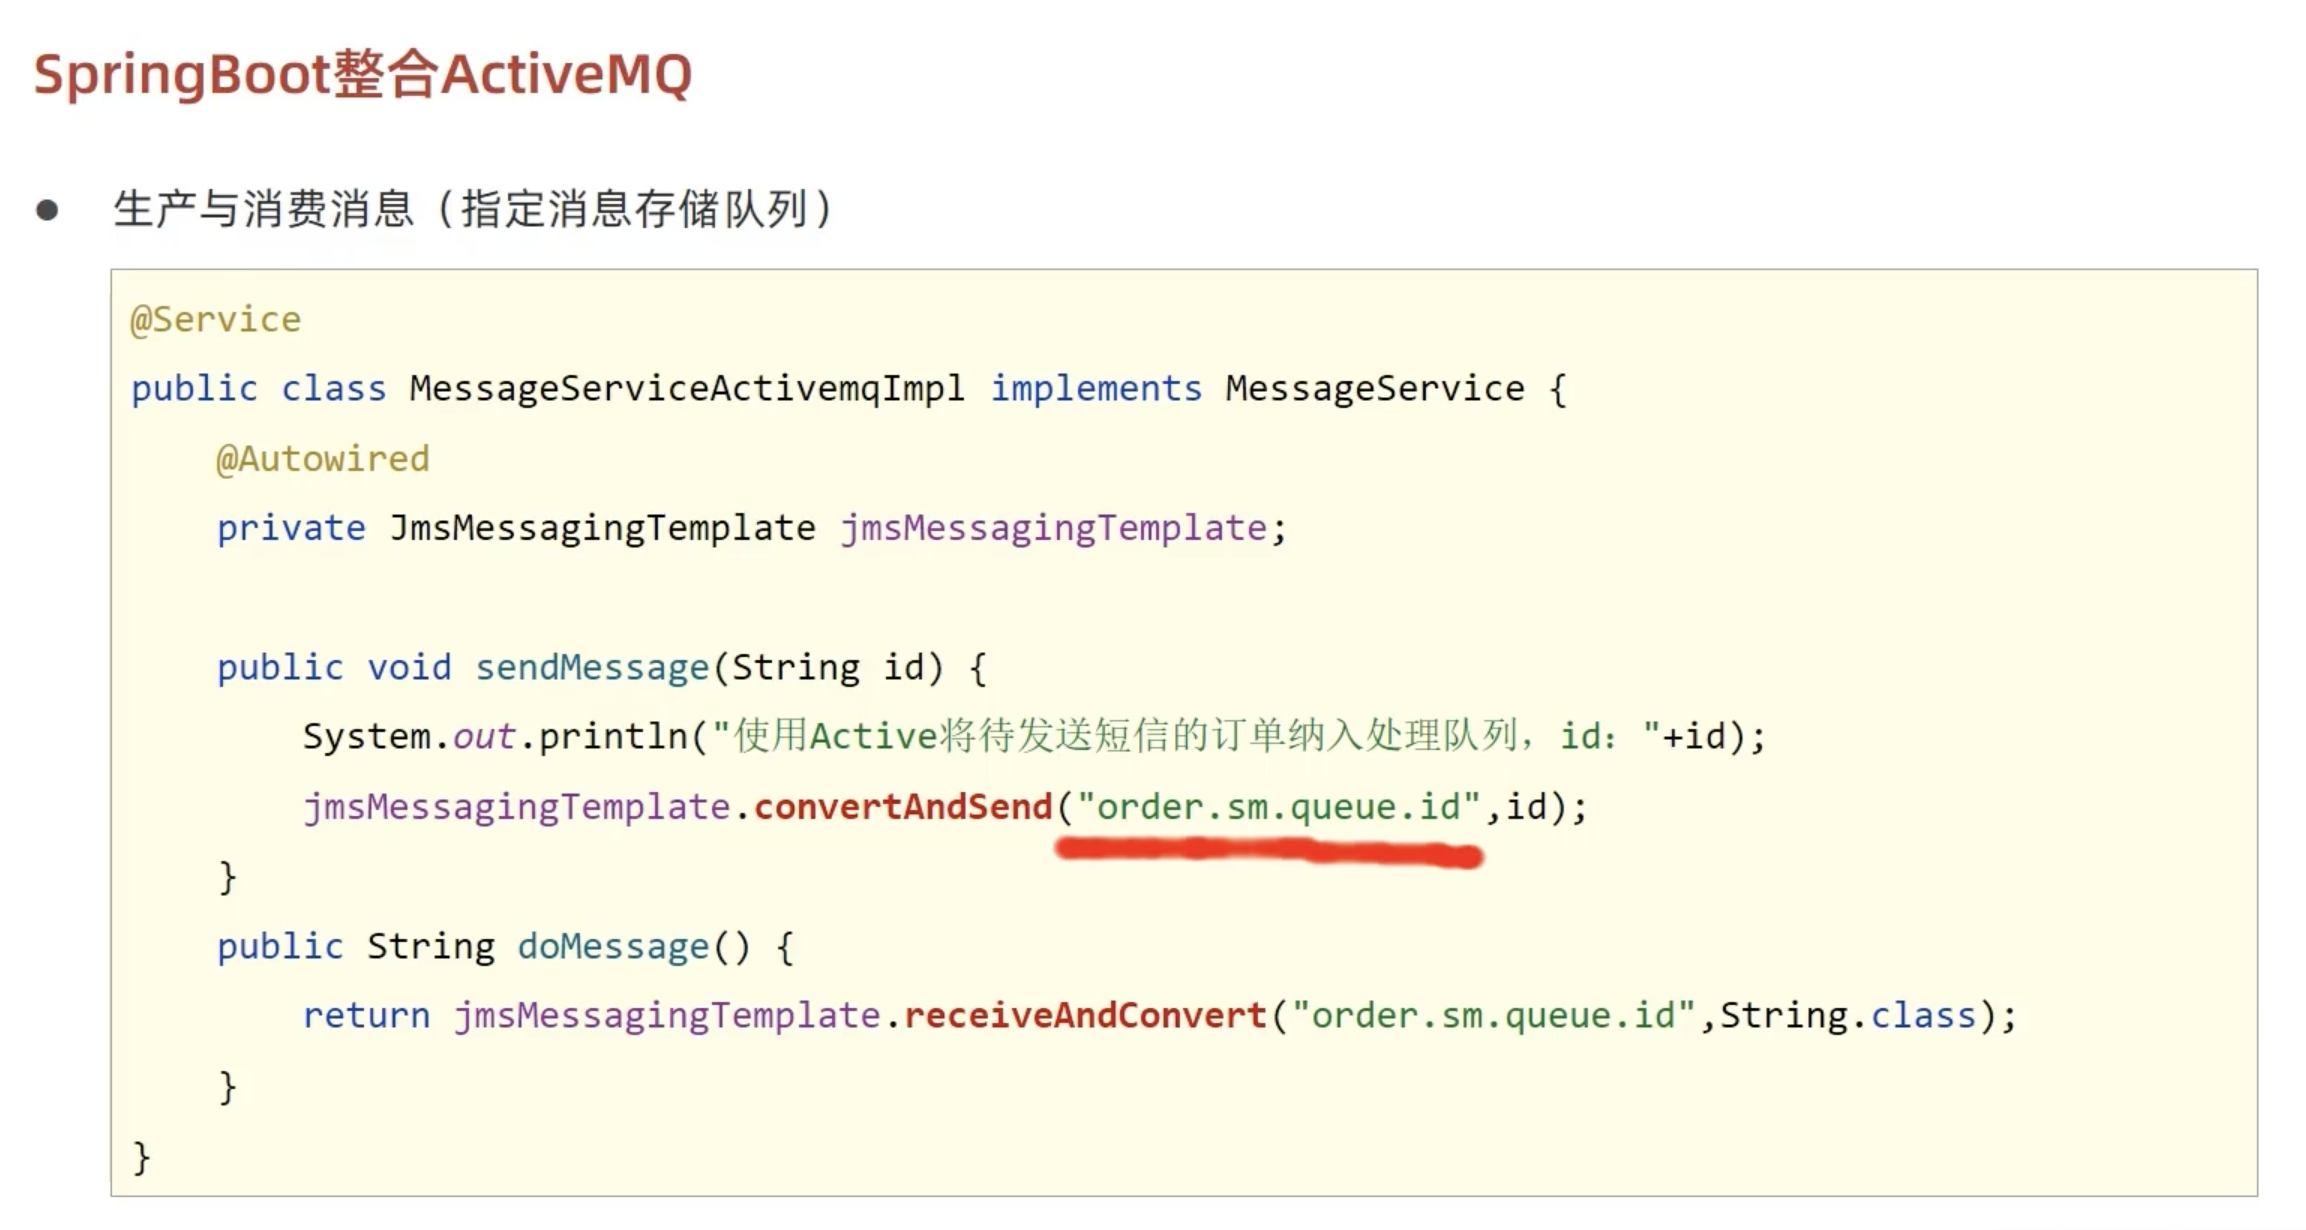 SpringBoot整合ActiveMQ
● 生产与消费消息（指定消息存储队列）
@Service
public class MessageServiceActivemqImpl implements MessageService {
    @Autowired
    private JmsMessagingTemplate jmsMessagingTemplate;
    public void sendMessage(String id) {
        System.out.println("使用Active将待发送短信的订单纳入处理队列，id："+id);
        jmsMessagingTemplate.convertAndSend("order.sm.queue.id",id);
    }
    public String doMessage() {
        return jmsMessagingTemplate.receiveAndConvert("order.sm.queue.id",String.class);
    }
}